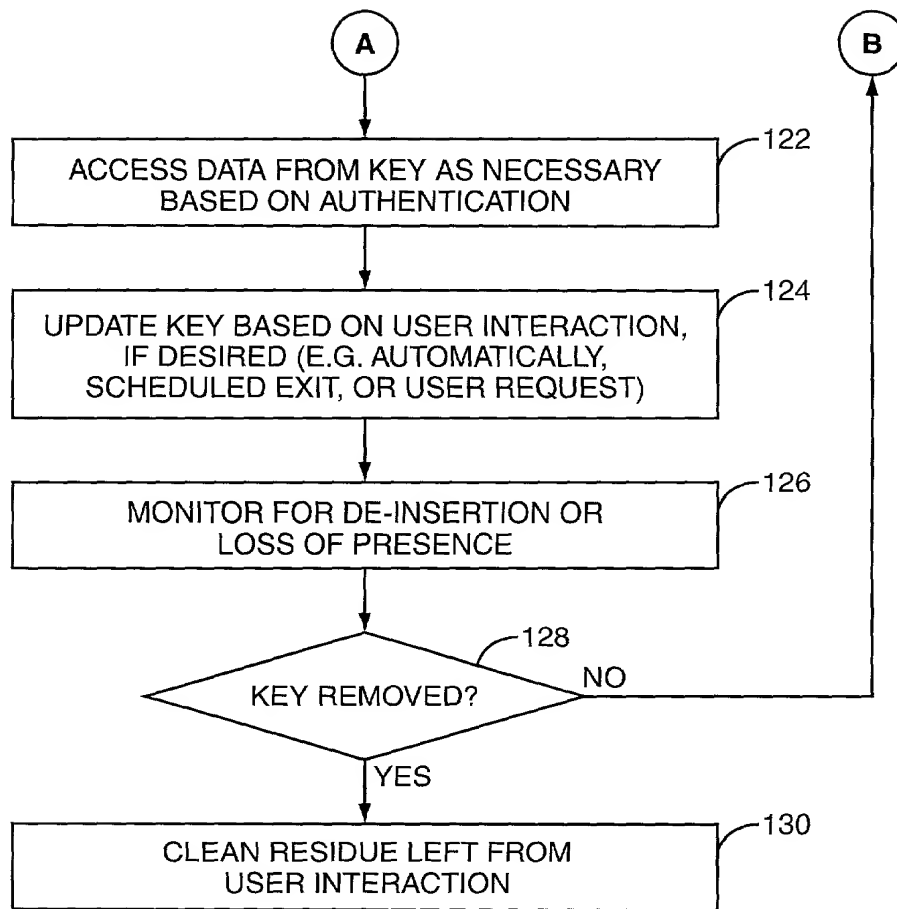 A
B
122
ACCESS DATA FROM KEY AS NECESSARY
BASED ON AUTHENTICATION
124
UPDATE KEY BASED ON USER INTERACTION,
IF DESIRED (E.G. AUTOMATICALLY,
SCHEDULED EXIT, OR USER REQUEST)
126
MONITOR FOR DE-INSERTION OR
LOSS OF PRESENCE
128
KEY REMOVED?
NO
YES
130
CLEAN RESIDUE LEFT FROM
USER INTERACTION